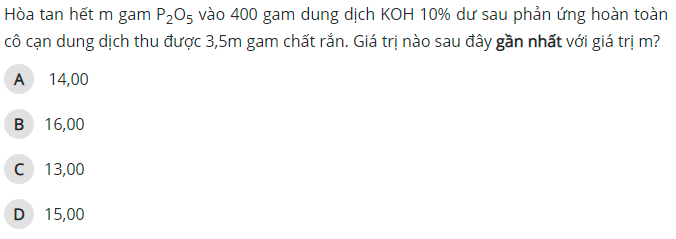 Hòa tan hết m gam P₂O₅ vào 400 gam dung dịch KOH 10% dư sau phản ứng hoàn toàn
cô cạn dung dịch thu được 3,5m gam chất rắn. Giá trị nào sau đây gần nhất với giá trị m?
A 14,00
B 16,00
C 13,00
D 15,00